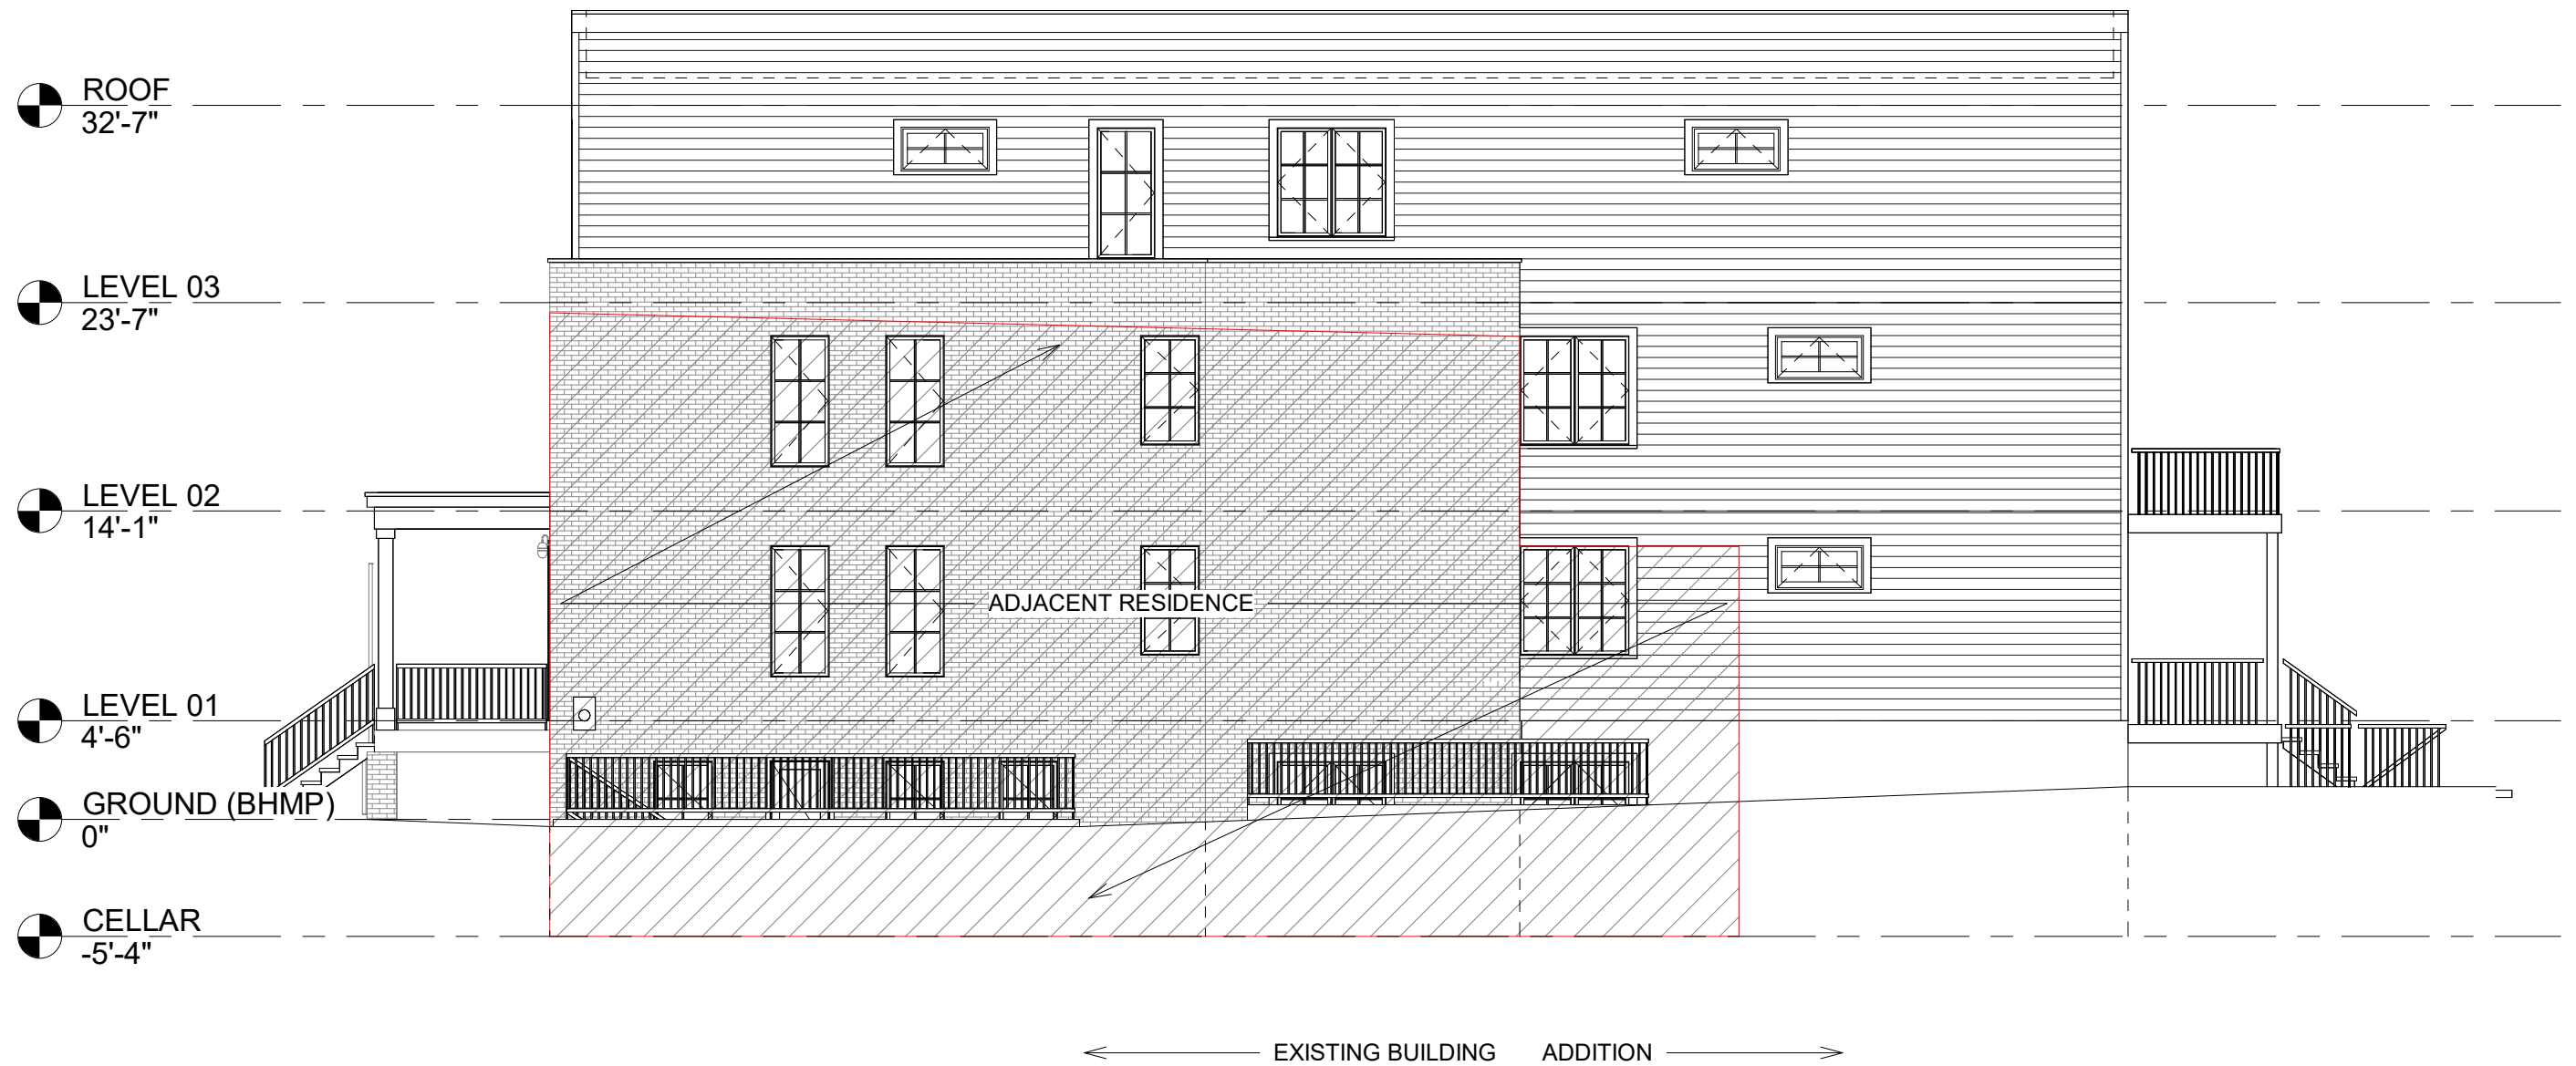 ROOF
32'-7"
LEVEL 03
23'-7"
LEVEL 02
14'-1"
ADJACENT RESIDENCE
LEVEL 01
4'-6"
GROUND (BHMP)
0"
CELLAR
-5'-4"
EXISTING BUILDING
ADDITION